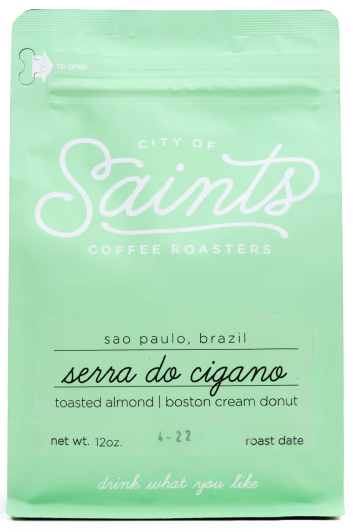 TO OPEN
CITY OF
Saints
COFFEE ROASTERS
sao paulo, brazil
serra do cigano
toasted almond | boston cream donut
net wt. 12oz. 4-22 roast date
drink what you like